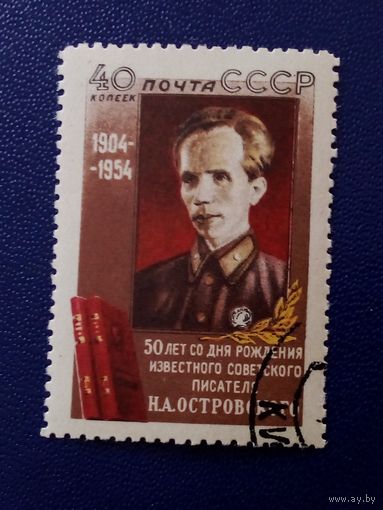 40 ПОЧТА СССР
КОПЕЕК
1904-
-1954
50 ЛЕТ СО ДНЯ РОЖДЕНИЯ
ИЗВЕСТНОГО СОВЕТСКОГО
ПИСАТЕЛЯ
Н.А.ОСТРОВСКОГО
www.ay.by